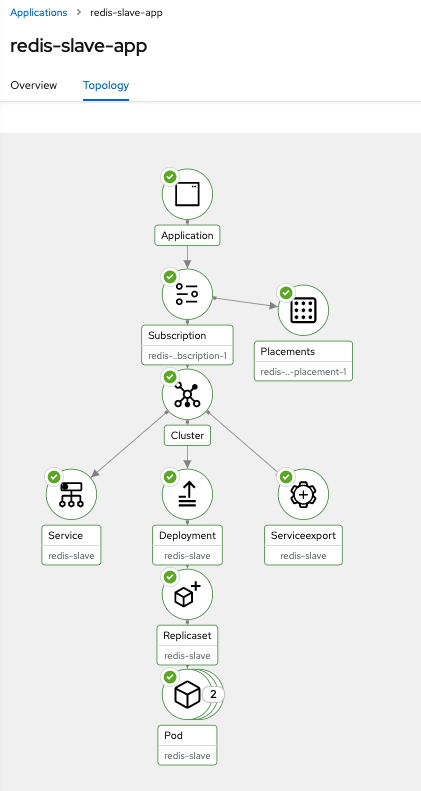 Applications > redis-slave-app
redis-slave-app
Overview Topology
Application
Subscription
redis-..bscription-1
Placements
redis-..-placement-1
Cluster
Service
redis-slave
Deployment
redis-slave
Serviceexport
redis-slave
Replicaset
redis-slave
2
Pod
redis-slave